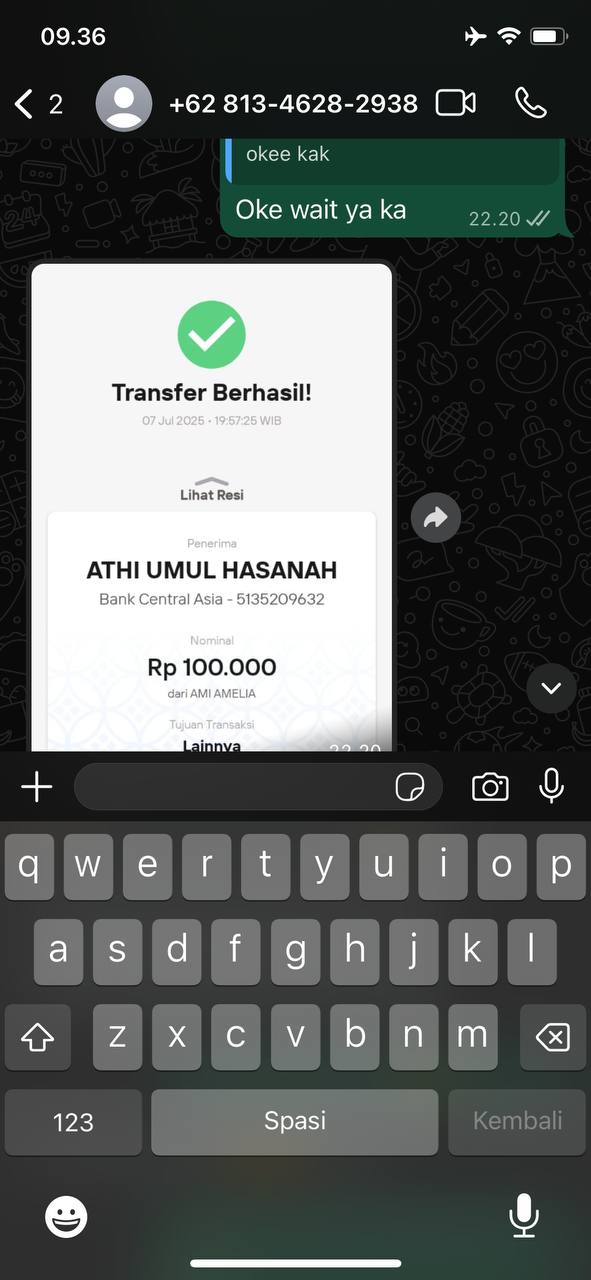 09.36
2
+62 813-4628-2938
okee kak
Oke wait ya ka
22.20
Transfer Berhasil!
07 Jul 2025 • 19:57:25 WIB
Lihat Resi
Penerima
ATHI UMUL HASANAH
Bank Central Asia - 5135209632
Nominal
Rp 100.000
dari AMI AMELIA
Tujuan Transaksi
Lainnya
22.20
q w e r t y u i o p
a s d f g h j k l
z x c v b n m
123
Spasi
Kembali